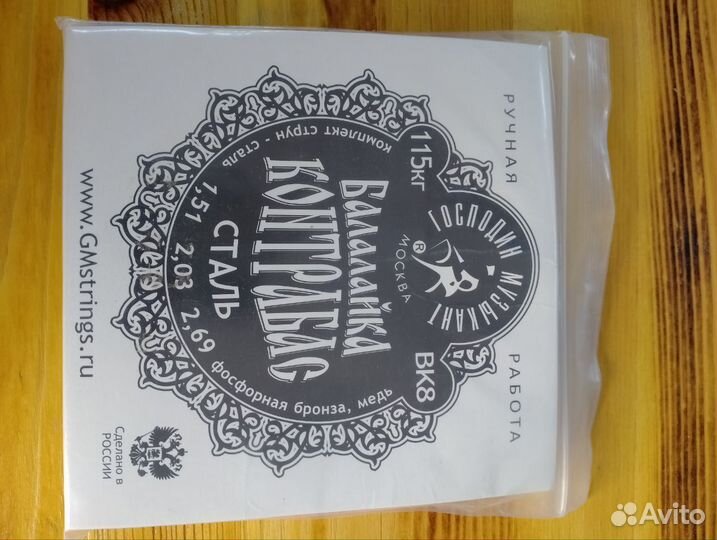 РУЧНАЯ РАБОТА
ГОСПОДИН МУЗЫКАНТ
®
МОСКВА
115кг ВК8
Балалайка
КОНТРАБАС
СТАЛЬ
1,51 2,03 2,69
комплект струн - сталь
фосфорная бронза, медь
www.GMstrings.ru
Сделано в
РОССИИ
Avito